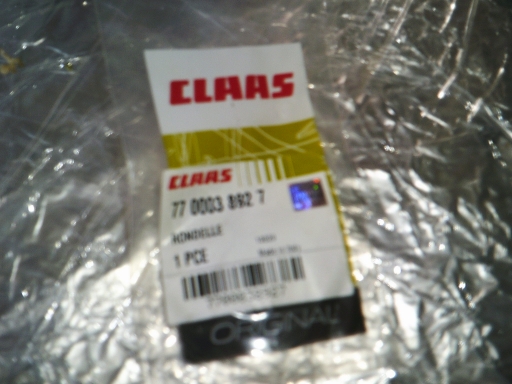 CLAAS
CLAAS
77 0003 892 7
RONDELLE
1 PCE
ORIGINAL